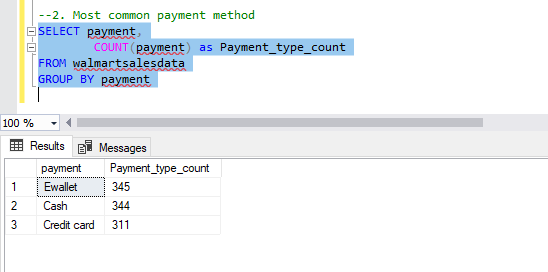 --2. Most common payment method
SELECT payment,
COUNT(payment) as Payment_type_count
FROM walmartsalesdata
GROUP BY payment
100 %
Results Messages
payment Payment_type_count
1 Ewallet 345
2 Cash 344
3 Credit card 311